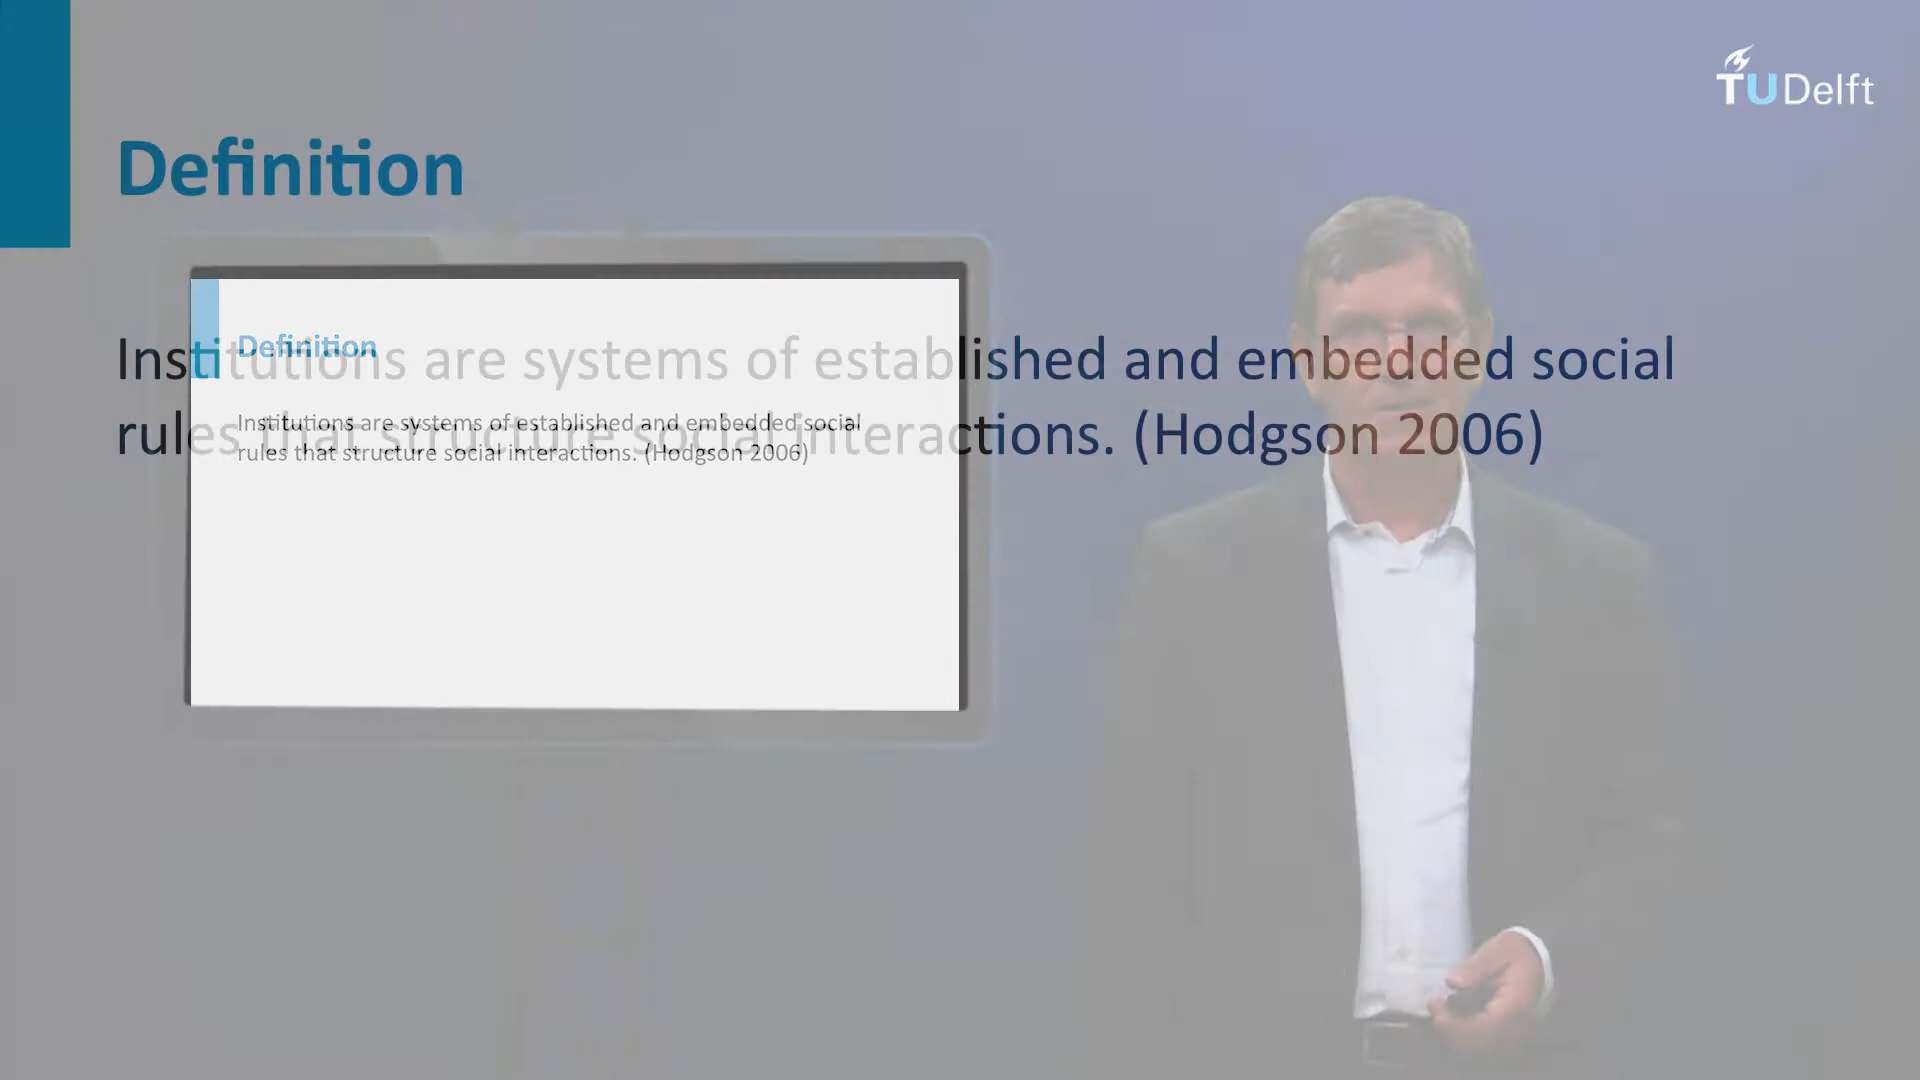 TUDelft
Definition
Institutions are systems of established and embedded social
rules that structure social interactions. (Hodgson 2006)
Definition
Institutions are systems of established and embedded social
rules that structure social interactions. (Hodgson 2006)